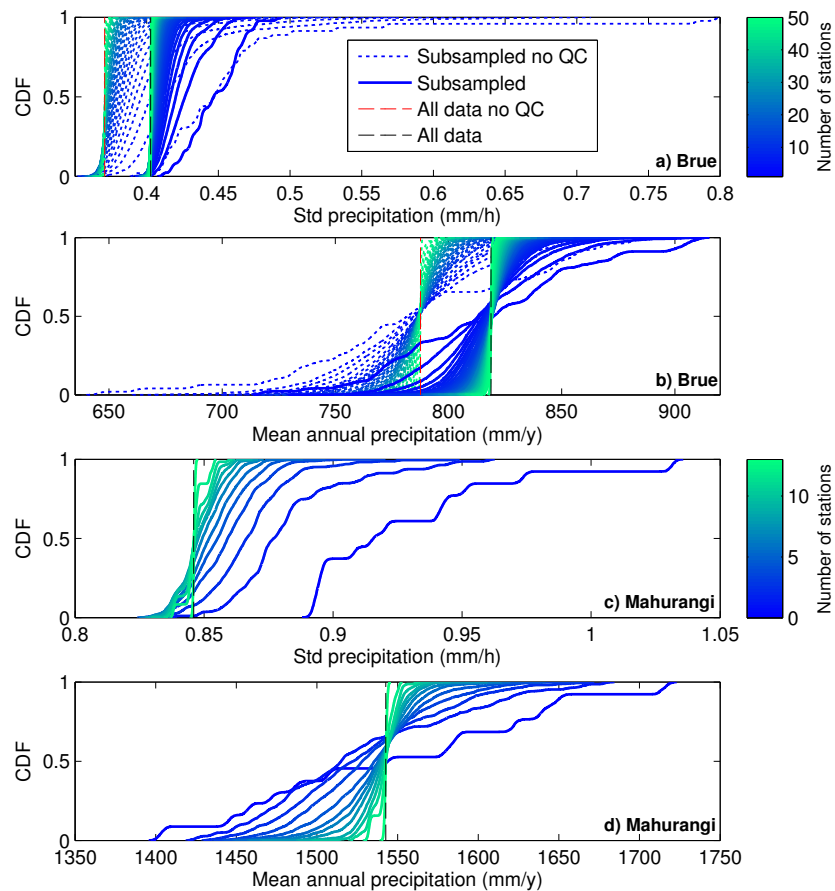 1
0.5
0
CDF
Subsampled no QC
Subsampled
All data no QC
All data
a) Brue
0.4 0.45 0.5 0.55 0.6 0.65 0.7 0.75 0.8
Std precipitation (mm/h)
50
40
30
20
10
Number of stations
1
0.5
0
CDF
b) Brue
650 700 750 800 850 900
Mean annual precipitation (mm/y)
1
0.5
0
CDF
c) Mahurangi
0.8 0.85 0.9 0.95 1 1.05
Std precipitation (mm/h)
10
5
0
Number of stations
1
0.5
0
CDF
d) Mahurangi
1350 1400 1450 1500 1550 1600 1650 1700 1750
Mean annual precipitation (mm/y)